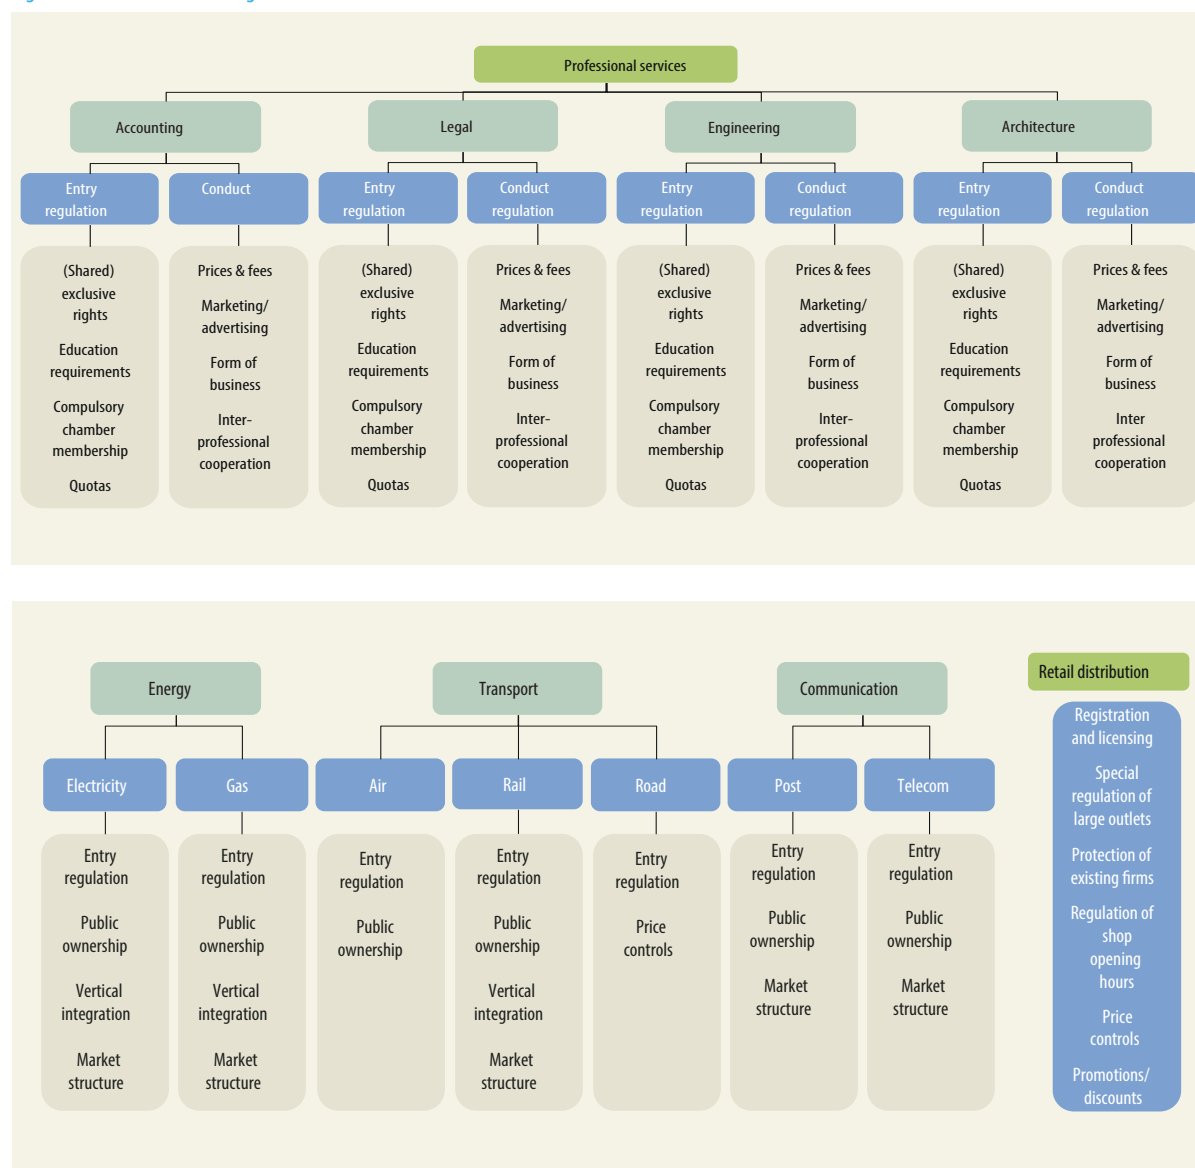 Professional services
Accounting
Legal
Engineering
Architecture
Entry
regulation
Conduct
Entry
regulation
Conduct
regulation
Entry
regulation
Conduct
regulation
Entry
regulation
Conduct
regulation
(Shared)
exclusive
rights
Education
requirements
Compulsory
chamber
membership
Quotas
Prices & fees
Marketing/
advertising
Form of
business
Inter-
professional
cooperation
(Shared)
exclusive
rights
Education
requirements
Compulsory
chamber
membership
Quotas
Prices & fees
Marketing/
advertising
Form of
business
Inter-
professional
cooperation
(Shared)
exclusive
rights
Education
requirements
Compulsory
chamber
membership
Quotas
Prices & fees
Marketing/
advertising
Form of
business
Inter-
professional
cooperation
(Shared)
exclusive
rights
Education
requirements
Compulsory
chamber
membership
Quotas
Prices & fees
Marketing/
advertising
Form of
business
Inter
professional
cooperation
Energy
Transport
Communication
Electricity
Gas
Air
Rail
Road
Post
Telecom
Entry
regulation
Public
ownership
Vertical
integration
Market
structure
Entry
regulation
Public
ownership
Vertical
integration
Market
structure
Entry
regulation
Public
ownership
Entry
regulation
Public
ownership
Vertical
integration
Market
structure
Entry
regulation
Price
controls
Entry
regulation
Public
ownership
Market
structure
Entry
regulation
Public
ownership
Market
structure
Retail distribution
Registration
and licensing
Special
regulation of
large outlets
Protection of
existing firms
Regulation of
shop
opening
hours
Price
controls
Promotions/
discounts